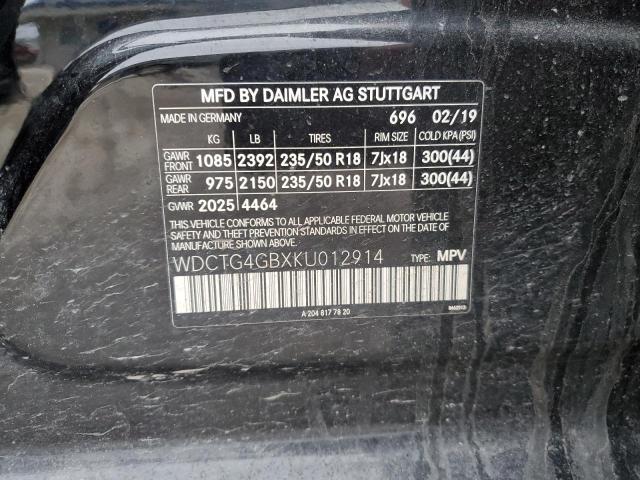 MFD BY DAIMLER AG STUTTGART
MADE IN GERMANY 696 02/19
KG LB TIRES RIM SIZE COLD KPA(PSI)
GAWR FRONT 1085 2392 235/50 R18 7Jx18 300(44)
GAWR REAR 975 2150 235/50 R18 7Jx18 300(44)
GVWR 2025 4464
THIS VEHICLE CONFORMS TO ALL APPLICABLE FEDERAL MOTOR VEHICLE
SAFETY AND THEFT PREVENTION STANDARDS IN EFFECT ON THE DATE
OF MANUFACTURE SHOWN ABOVE.
WDCTG4GBXKU012914 TYPE: MPV
A 204 817 78 20